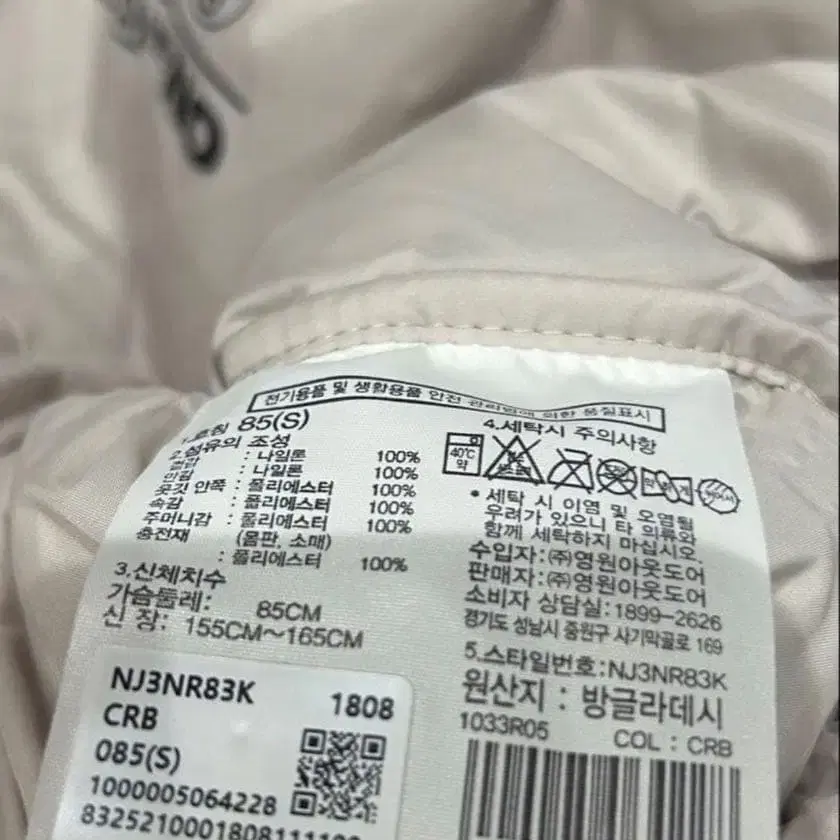 전기용품 및 생활용품 안전 관리법에 의한 품질표시
1.호칭 85(S)
2.섬유의 조성
겉감 : 나일론 100%
안감 : 나일론 100%
옷깃 안쪽 : 폴리에스터 100%
속감 : 폴리에스터 100%
주머니감 : 폴리에스터 100%
충전재 (몸판, 소매)
: 폴리에스터 100%
3.신체치수
가슴둘레: 85CM
신 장: 155CM~165CM
4.세탁시 주의사항
40℃
약
• 세탁 시 이염 및 오염될
우려가 있으니 타 의류와
함께 세탁하지 마십시오.
수입자:(주)영원아웃도어
판매자:(주)영원아웃도어
소비자 상담실:1899-2626
경기도 성남시 중원구 사기막골로 169
5.스타일번호:NJ3NR83K
원산지 : 방글라데시
1033R05 COL : CRB
NJ3NR83K 1808
CRB
085(S)
1000005064228